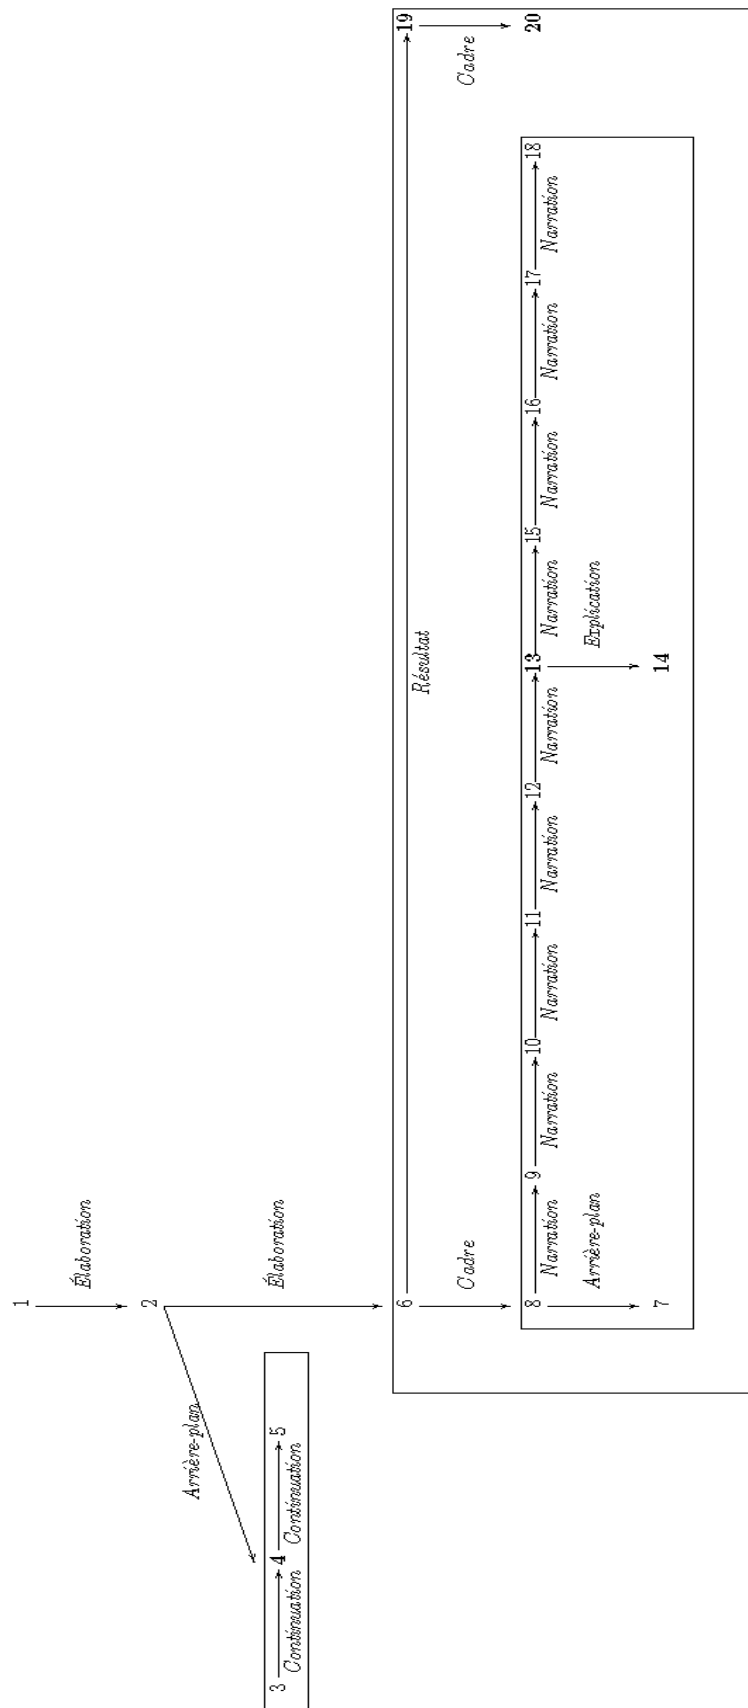 1
Élaboration
2
Arrière-plan
3 4 5 Élaboration
Continuation Continuation
6 19
Résultat
Cadre Cadre
8 9 10 11 12 13 15 16 17 18
Narration Narration Narration Narration Narration Narration Narration Narration Narration
Arrière-plan Explication
7 14
20